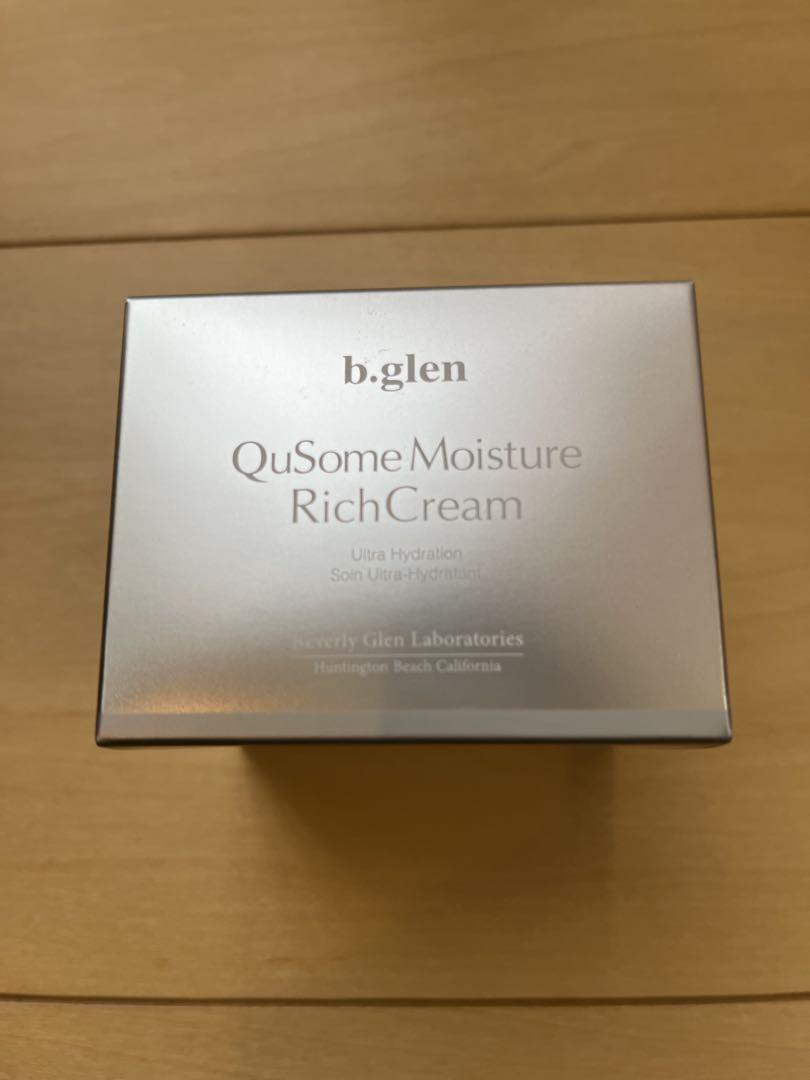 b.glen
QuSome Moisture
RichCream
Ultra Hydration
Soin Ultra-Hydratant
Beverly Glen Laboratories
Huntington Beach California